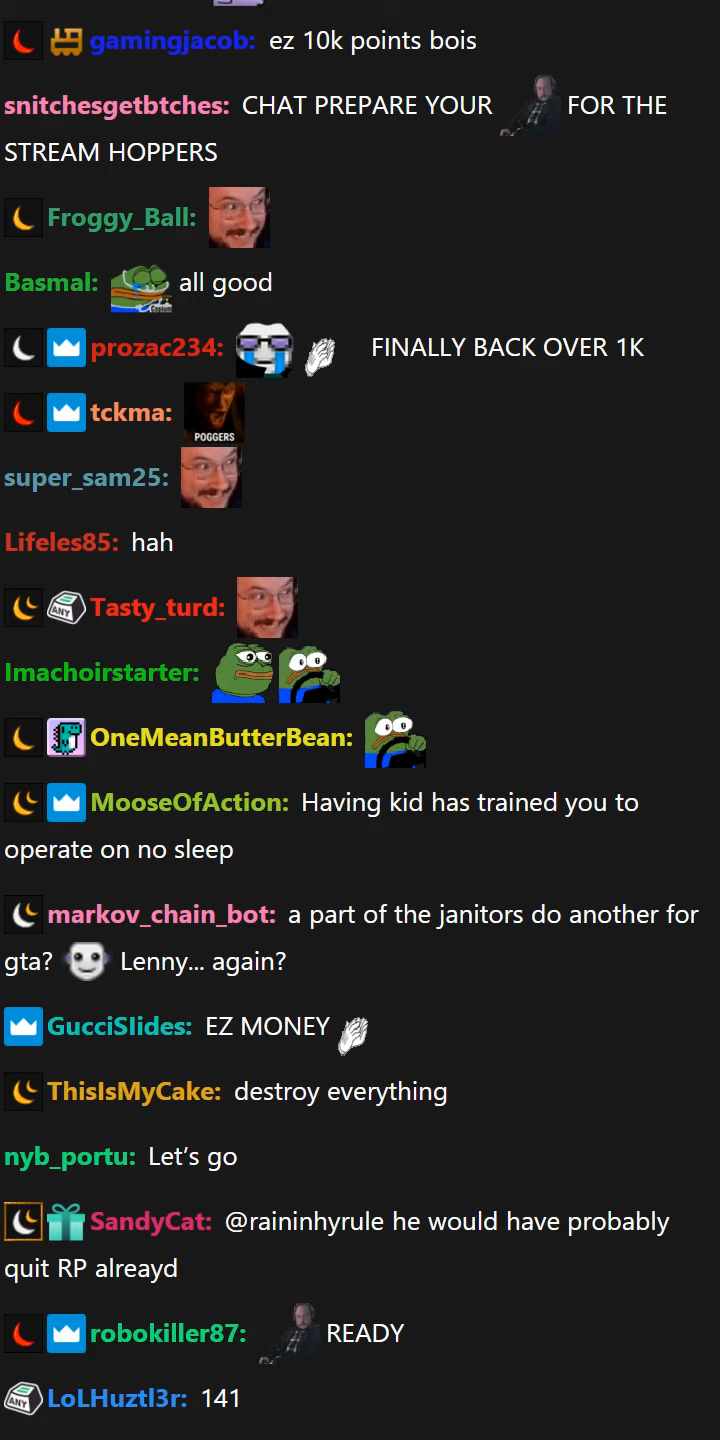 gamingjacob: ez 10k points bois
snitchesgetbtches: CHAT PREPARE YOUR FOR THE
STREAM HOPPERS
Froggy_Ball:
Basmal: all good
prozac234: FINALLY BACK OVER 1K
tckma: POGGERS
super_sam25:
Lifeles85: hah
ANY Tasty_turd:
Imachoirstarter:
OneMeanButterBean:
MooseOfAction: Having kid has trained you to
operate on no sleep
markov_chain_bot: a part of the janitors do another for
gta? Lenny... again?
GucciSlides: EZ MONEY
ThisIsMyCake: destroy everything
nyb_portu: Let’s go
SandyCat: @raininhyrule he would have probably
quit RP alreayd
robokiller87: READY
ANY LoLHuztl3r: 141